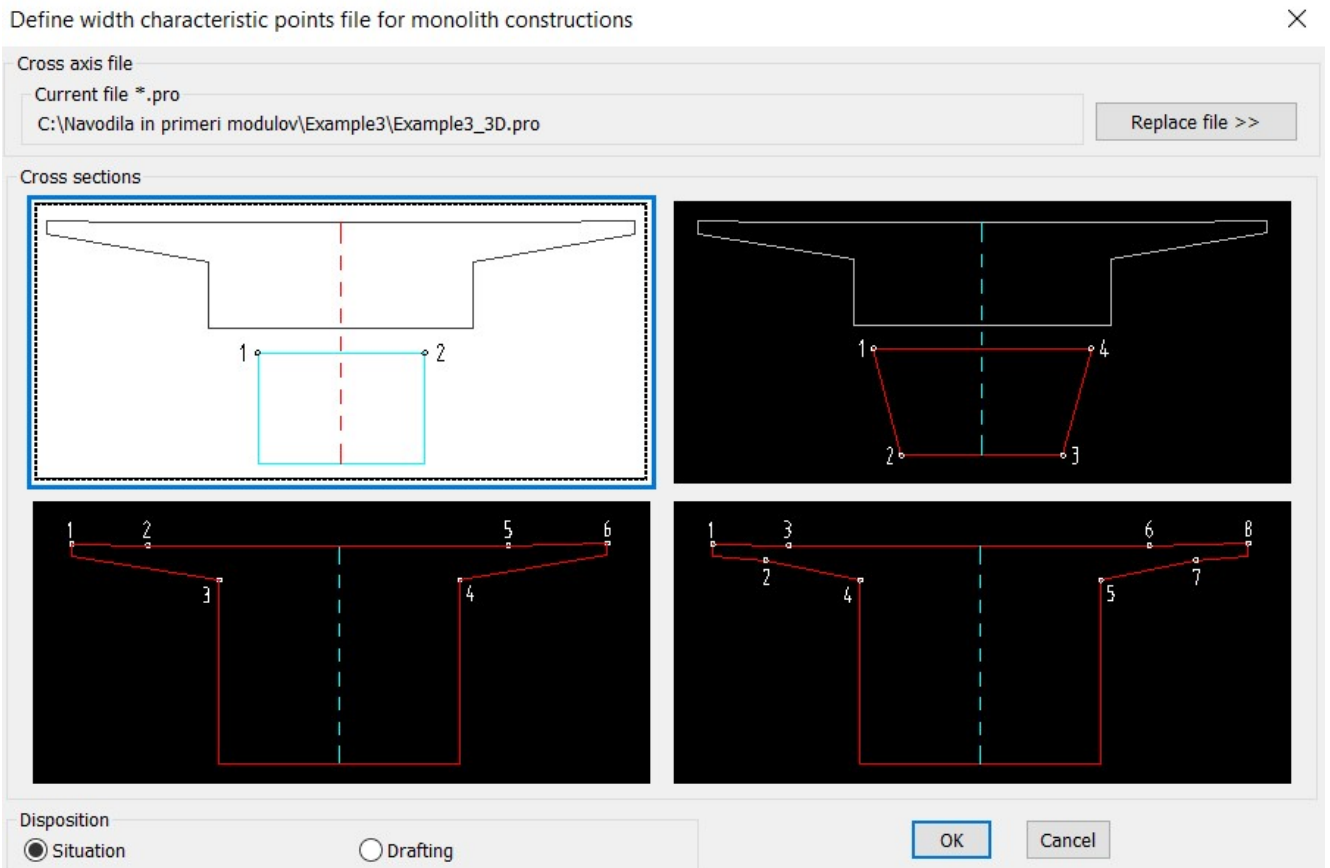 Define width characteristic points file for monolith constructions
Cross axis file
Current file *.pro
C:\Navodila in primeri modulov\Example3\Example3_3D.pro
Replace file >>
Cross sections
1 2
1 4
2 3
1 2 5 6
3 4
1 3 6 8
2 7
4 5
Disposition
Situation
Drafting
OK
Cancel